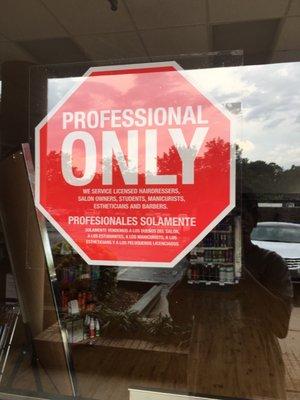 PROFESSIONAL
ONLY
WE SERVICE LICENSED HAIRDRESSERS,
SALON OWNERS, STUDENTS, MANICURISTS,
ESTHETICIANS AND BARBERS.
PROFESIONALES SOLAMENTE
SOLAMENTE VENDEMOS A LOS DUEÑOS DEL SALON,
A LOS ESTUDIANTES, A LOS MANICURISTS, A LOS
ESTHETICIANS Y A LOS PELUQUEROS LICENCIADOS